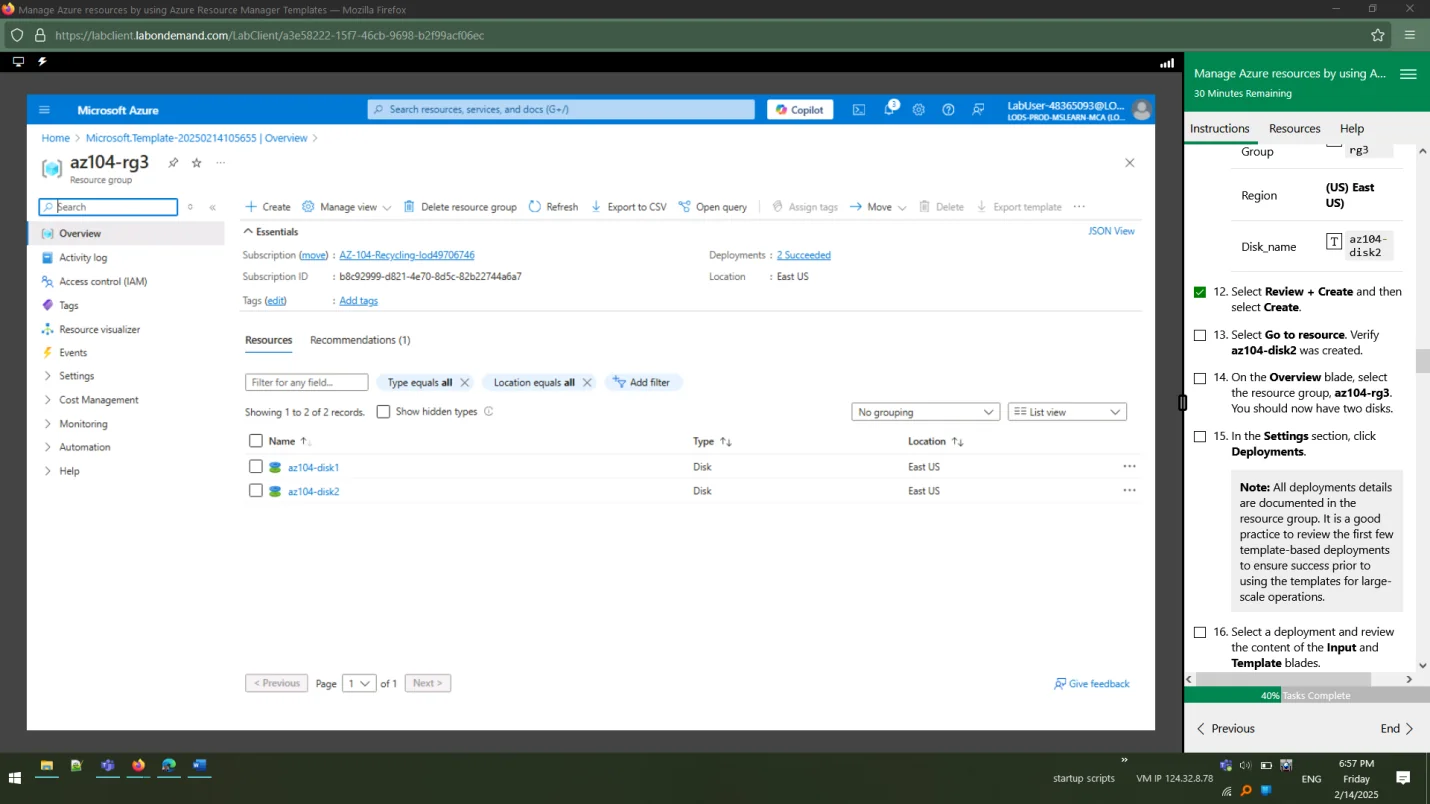 Manage Azure resources by using Azure Resource Manager Templates — Mozilla Firefox
https://labclient.labondemand.com/LabClient/a3e58222-15f7-46cb-9698-b2f99acf06ec
Microsoft Azure
Search resources, services, and docs (G+/)
Copilot
3
LabUser-48365093@LO...
LODS-PROD-MSLEARN-MCA (LO...
Home > Microsoft.Template-20250214105655 | Overview >
az104-rg3
Resource group
Search
Overview
Activity log
Access control (IAM)
Tags
Resource visualizer
Events
Settings
Cost Management
Monitoring
Automation
Help
Create
Manage view
Delete resource group
Refresh
Export to CSV
Open query
Assign tags
Move
Delete
Export template
Essentials
JSON View
Subscription (move) : AZ-104-Recycling-lod49706746
Deployments : 2 Succeeded
Subscription ID : b8c92999-d821-4e70-8d5c-82b22744a6a7
Location : East US
Tags (edit) : Add tags
Resources
Recommendations (1)
Filter for any field...
Type equals all
Location equals all
Add filter
Showing 1 to 2 of 2 records.
Show hidden types
No grouping
List view
Name
Type
Location
az104-disk1
Disk
East US
az104-disk2
Disk
East US
< Previous
Page
1
of 1
Next >
Give feedback
Manage Azure resources by using A...
30 Minutes Remaining
Instructions
Resources
Help
Group
rg3
Region
(US) East
US)
Disk_name
T
az104-
disk2
12. Select Review + Create and then
select Create.
13. Select Go to resource. Verify
az104-disk2 was created.
14. On the Overview blade, select
the resource group, az104-rg3.
You should now have two disks.
15. In the Settings section, click
Deployments.
Note: All deployments details
are documented in the
resource group. It is a good
practice to review the first few
template-based deployments
to ensure success prior to
using the templates for large-
scale operations.
16. Select a deployment and review
the content of the Input and
Template blades.
40% Tasks Complete
Previous
End
startup scripts
VM IP 124.32.8.78
ENG
6:57 PM
Friday
2/14/2025